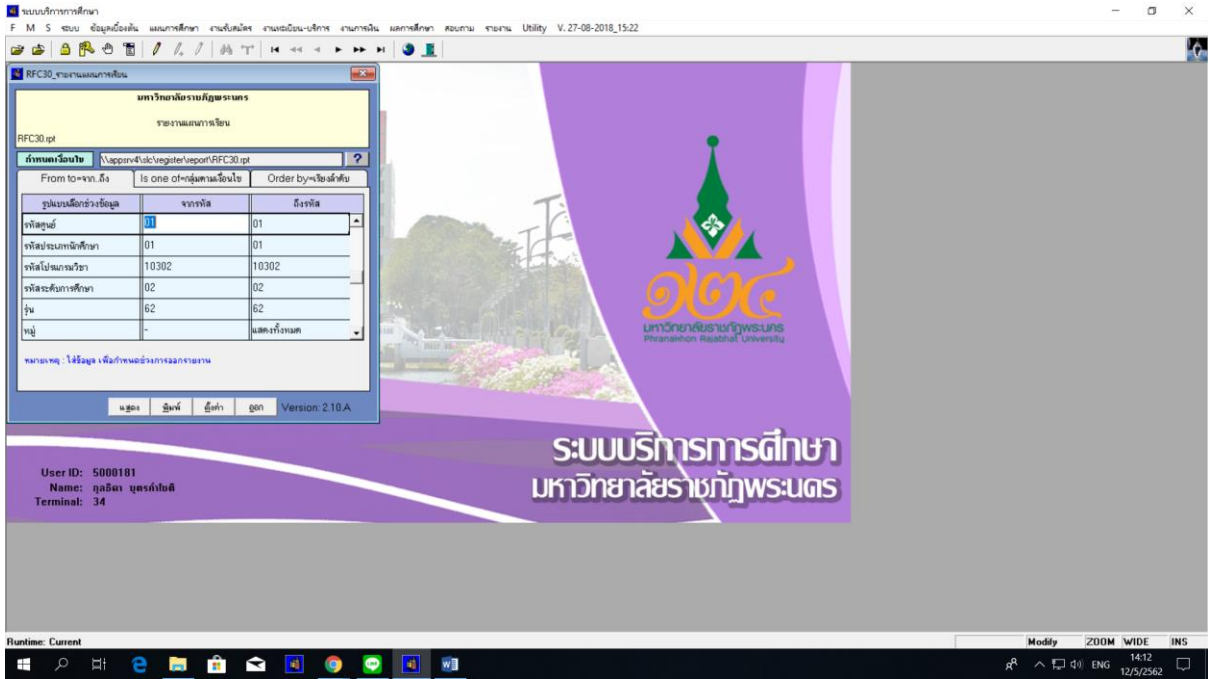 ระบบบริการการศึกษา
F M S ระบบ ข้อมูลเบื้องต้น แผนการศึกษา งานรับสมัคร งานทะเบียน-บริการ งานการเงิน ผลการศึกษา สอบถาม รายงาน Utility V. 27-08-2018_15:22
RFC30_รายงานแผนการเรียน
มหาวิทยาลัยราชภัฏพระนคร
รายงานแผนการเรียน
RFC30.rpt
กำหนดเงื่อนไข \\appsrv4\slc\register\report\RFC30.rpt ?
From to=จาก..ถึง Is one of=กลุ่มตามเงื่อนไข Order by=เรียงลำดับ
รูปแบบเลือกช่วงข้อมูล จากรหัส ถึงรหัส
รหัสศูนย์ 01 01
รหัสประเภทนักศึกษา 01 01
รหัสโปรแกรมวิชา 10302 10302
รหัสระดับการศึกษา 02 02
รุ่น 62 62
หมู่ - แสดงทั้งหมด
หมายเหตุ : ใส่ข้อมูล เพื่อกำหนดช่วงการออกรายงาน
แสดง พิมพ์ ตั้งค่า ออก Version: 2.10.A
๑๒๔
มหาวิทยาลัยราชภัฏพระนคร
Phranakhon Rajabhat University
ระบบบริการการศึกษา
มหาวิทยาลัยราชภัฏพระนคร
User ID: 5000181
Name: กุลธิดา
Terminal: 34
Runtime: Current Modify ZOOM WIDE INS
ENG 14:12
12/5/2562